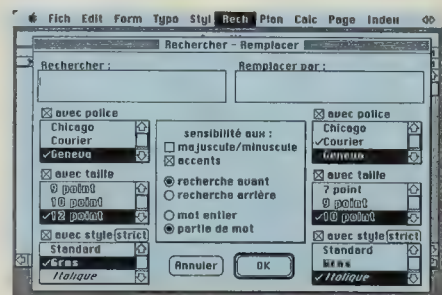 Fich Edit Form Typo Styl Rech Plan Calc Page Index
Rechercher - Remplacer
Rechercher :
Remplacer par :
avec police
Chicago
Courier
Geneva
avec taille
9 point
10 point
12 point
avec style strict
Standard
Gras
Italique
sensibilité aux :
majuscule/minuscule
accents
recherche avant
recherche arrière
mot entier
partie de mot
Annuler
OK
avec police
Chicago
Courier
Geneva
avec taille
7 point
9 point
10 point
avec style strict
Standard
Gras
Italique